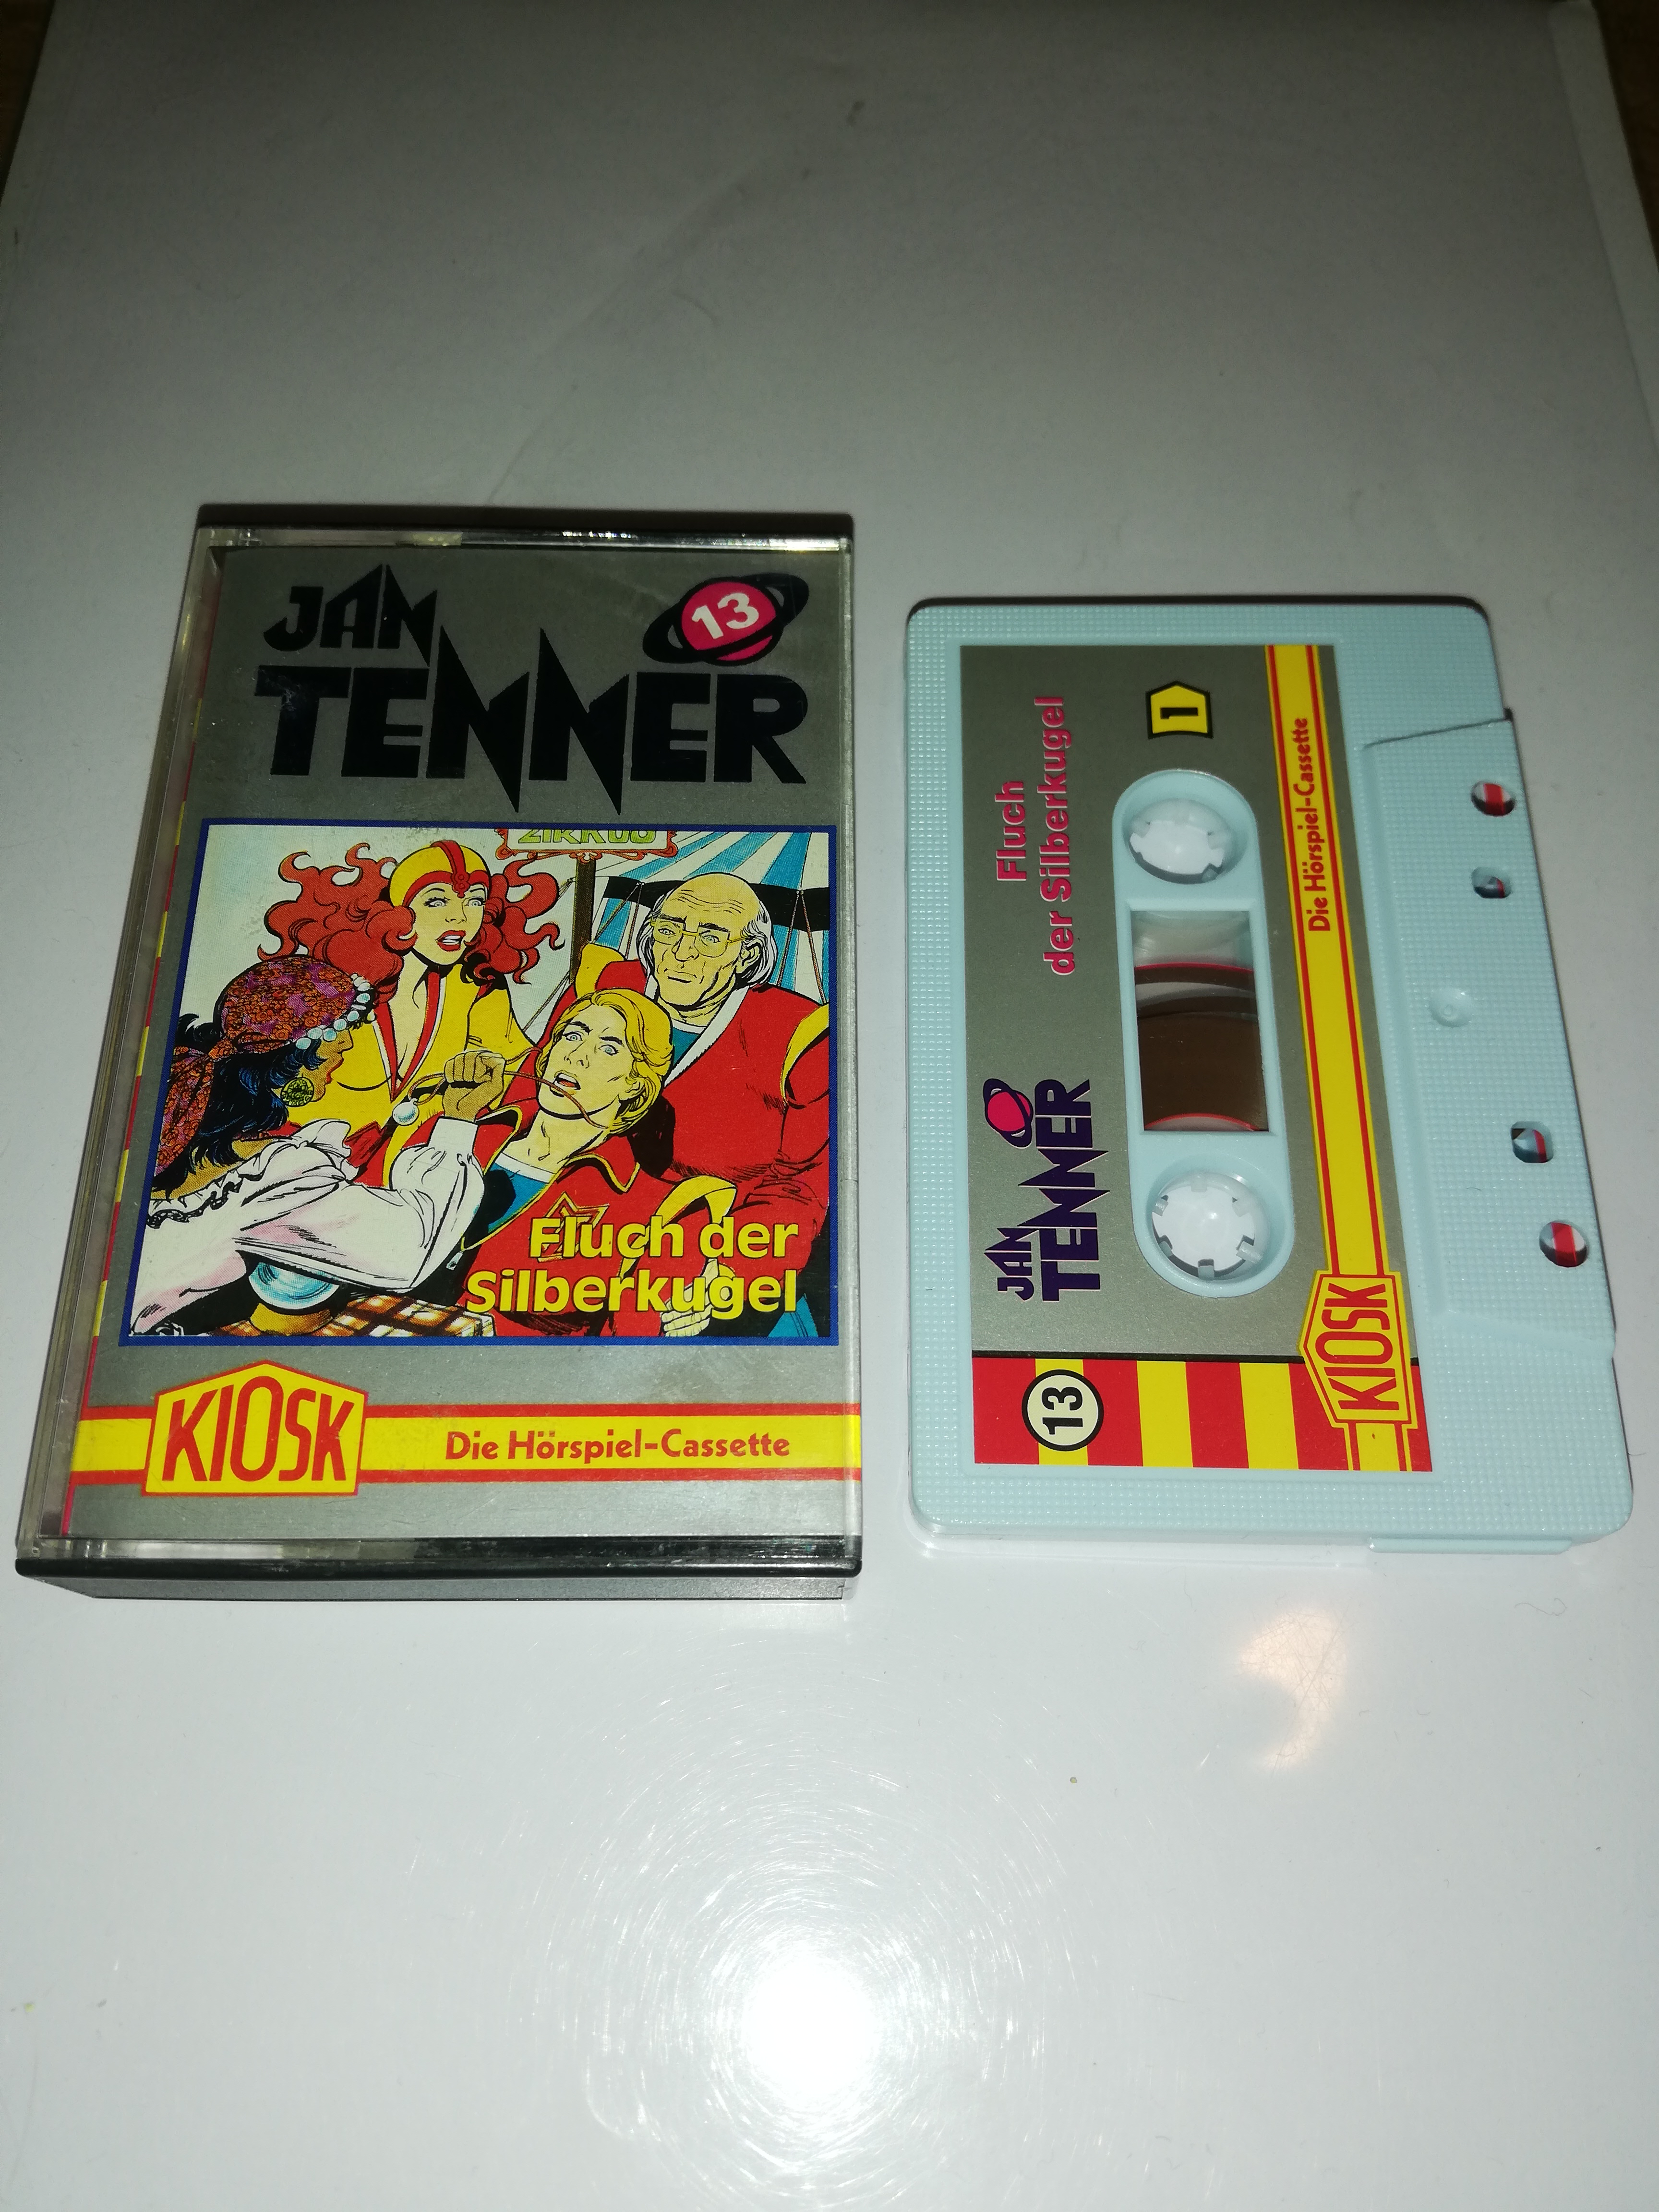 JAN
TENNER
13
ZIRKUS
Fluch der
Silberkugel
KIOSK
Die Hörspiel-Cassette
Fluch
der Silberkugel
1
JAN
TENNER
13
KIOSK
Die Hörspiel-Cassette